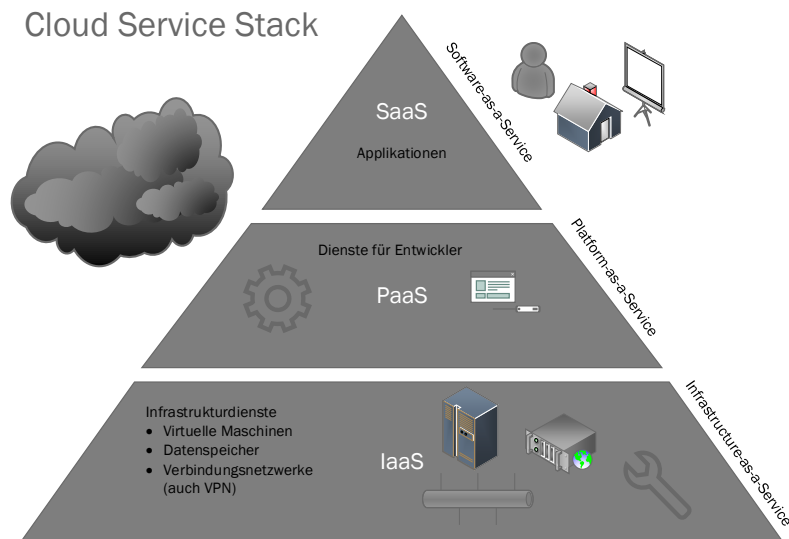 Cloud Service Stack
SaaS
Applikationen
Software-as-a-Service
Dienste für Entwickler
PaaS
Platform-as-a-Service
Infrastrukturdienste
• Virtuelle Maschinen
• Datenspeicher
• Verbindungsnetzwerke
(auch VPN)
IaaS
Infrastructure-as-a-Service